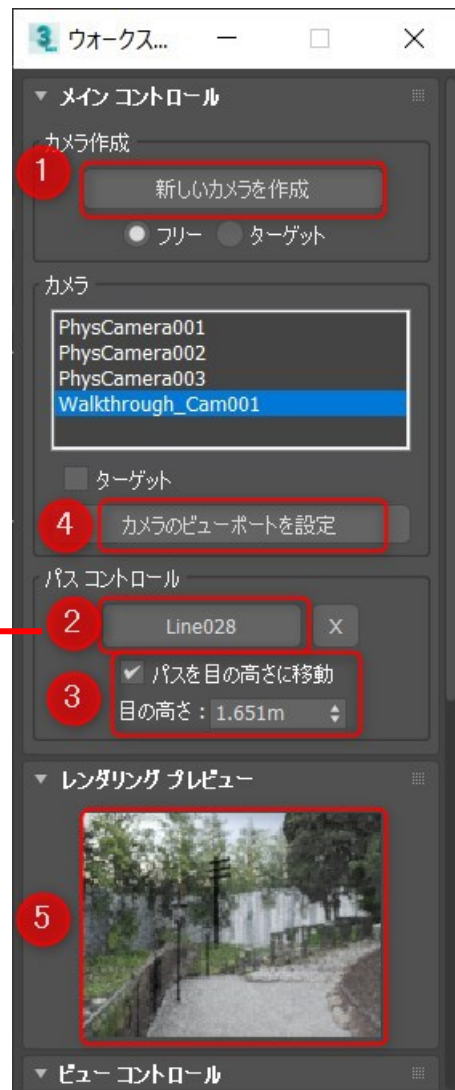 3 ウォークス...
メイン コントロール
カメラ作成
1
新しいカメラを作成
フリー ターゲット
カメラ
PhysCamera001
PhysCamera002
PhysCamera003
Walkthrough_Cam001
ターゲット
4 カメラのビューポートを設定
パス コントロール
2 Line028 X
パスを目の高さに移動
3
目の高さ : 1.651m
レンダリング プレビュー
5
ビュー コントロール